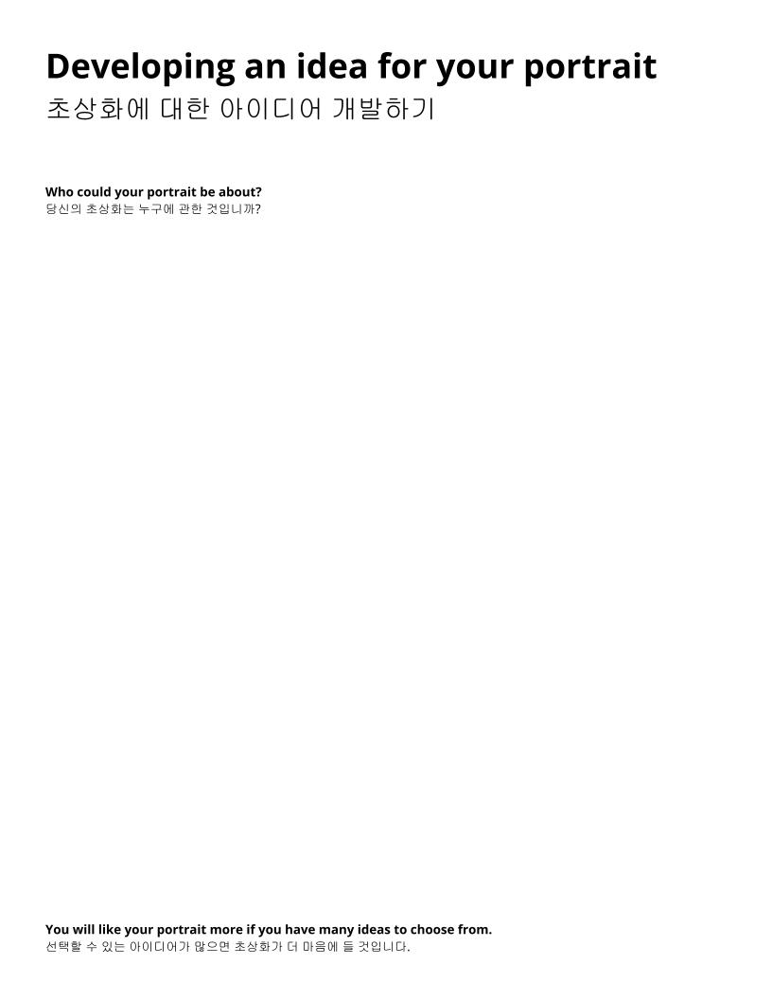 Developing an idea for your portrait
초상화에 대한 아이디어 개발하기
Who could your portrait be about?
당신의 초상화는 누구에 관한 것입니까?
You will like your portrait more if you have many ideas to choose from.
선택할 수 있는 아이디어가 많으면 초상화가 더 마음에 들 것입니다.